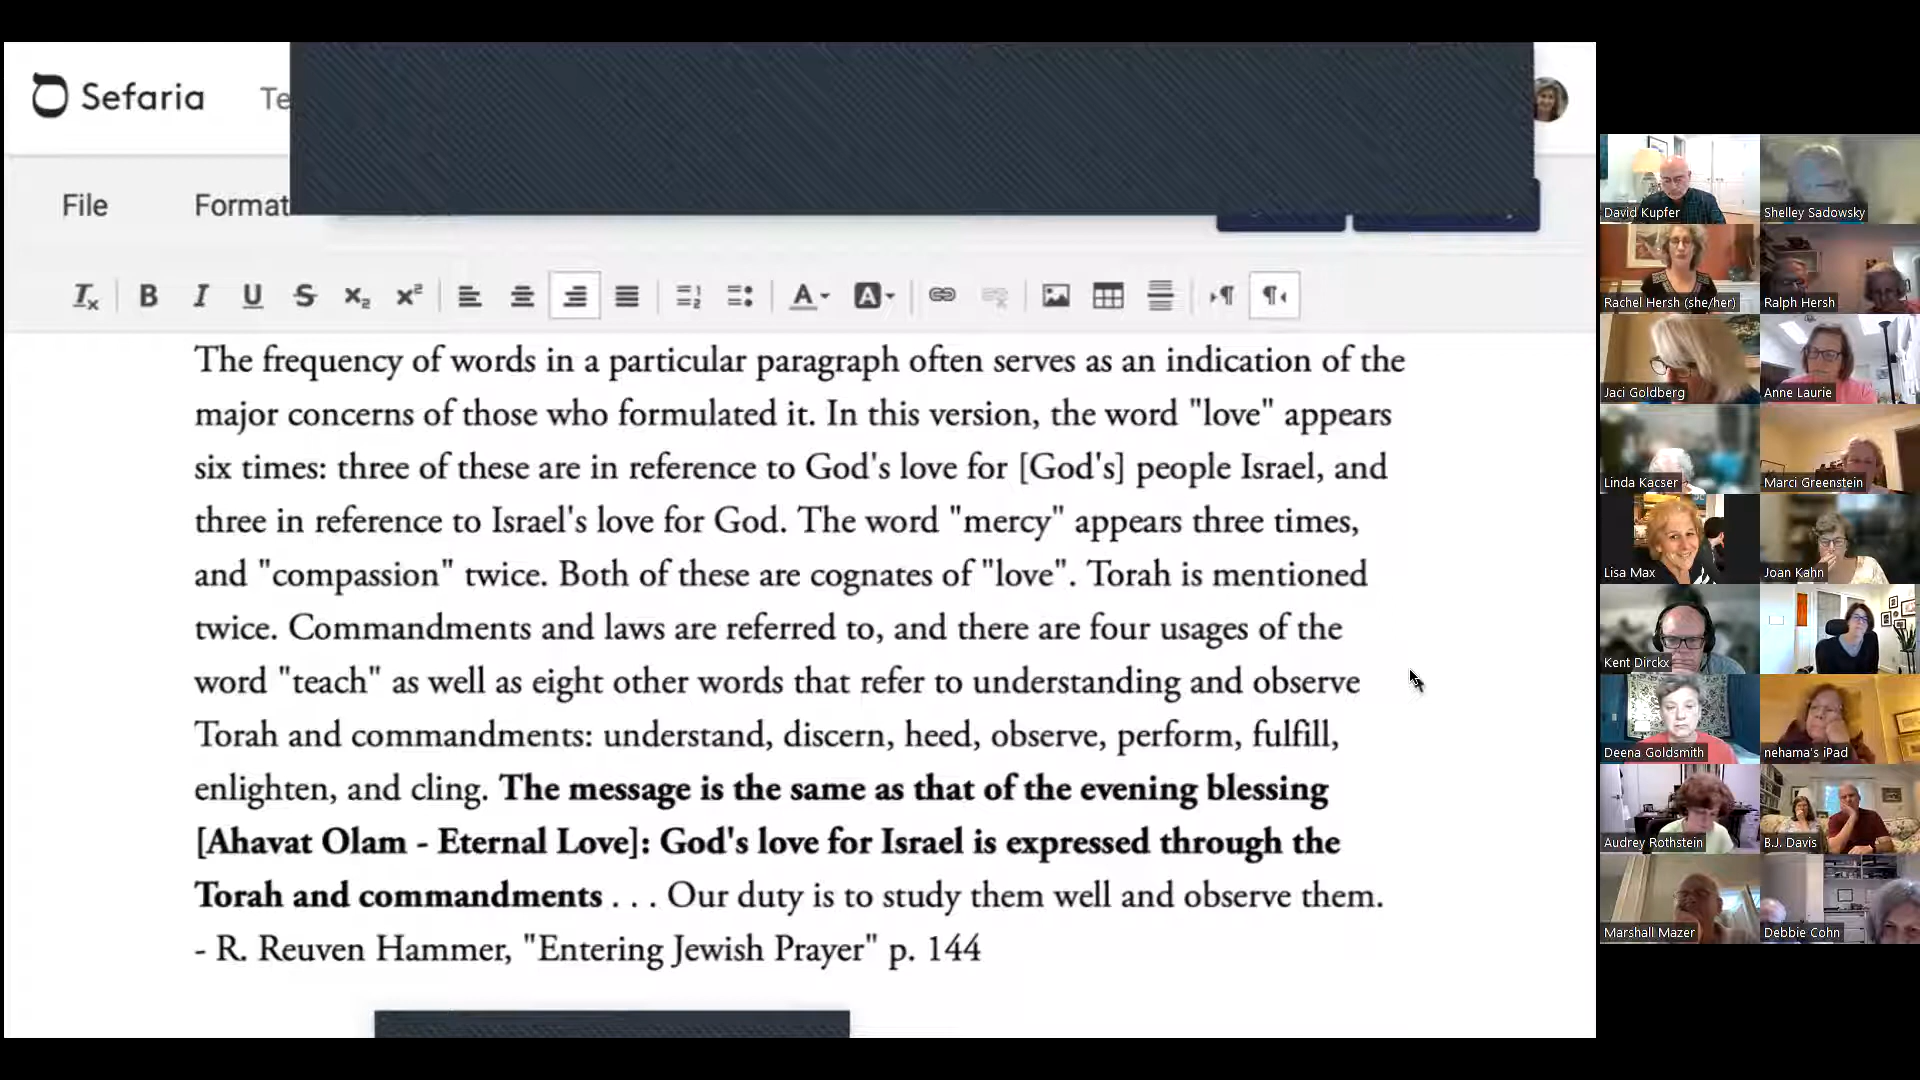 Sefaria
Te
File
Format
The frequency of words in a particular paragraph often serves as an indication of the
major concerns of those who formulated it. In this version, the word "love" appears
six times: three of these are in reference to God's love for [God's] people Israel, and
three in reference to Israel's love for God. The word "mercy" appears three times,
and "compassion" twice. Both of these are cognates of "love". Torah is mentioned
twice. Commandments and laws are referred to, and there are four usages of the
word "teach" as well as eight other words that refer to understanding and observe
Torah and commandments: understand, discern, heed, observe, perform, fulfill,
enlighten, and cling. The message is the same as that of the evening blessing
[Ahavat Olam - Eternal Love]: God's love for Israel is expressed through the
Torah and commandments . . . Our duty is to study them well and observe them.
- R. Reuven Hammer, "Entering Jewish Prayer" p. 144
David Kupfer
Shelley Sadowsky
Rachel Hersh (she/her)
Ralph Hersh
Jaci Goldberg
Anne Laurie
Linda Kacser
Marci Greenstein
Lisa Max
Joan Kahn
Kent Dirckx
Deena Goldsmith
nehama's iPad
Audrey Rothstein
B.J. Davis
Marshall Mazer
Debbie Cohn